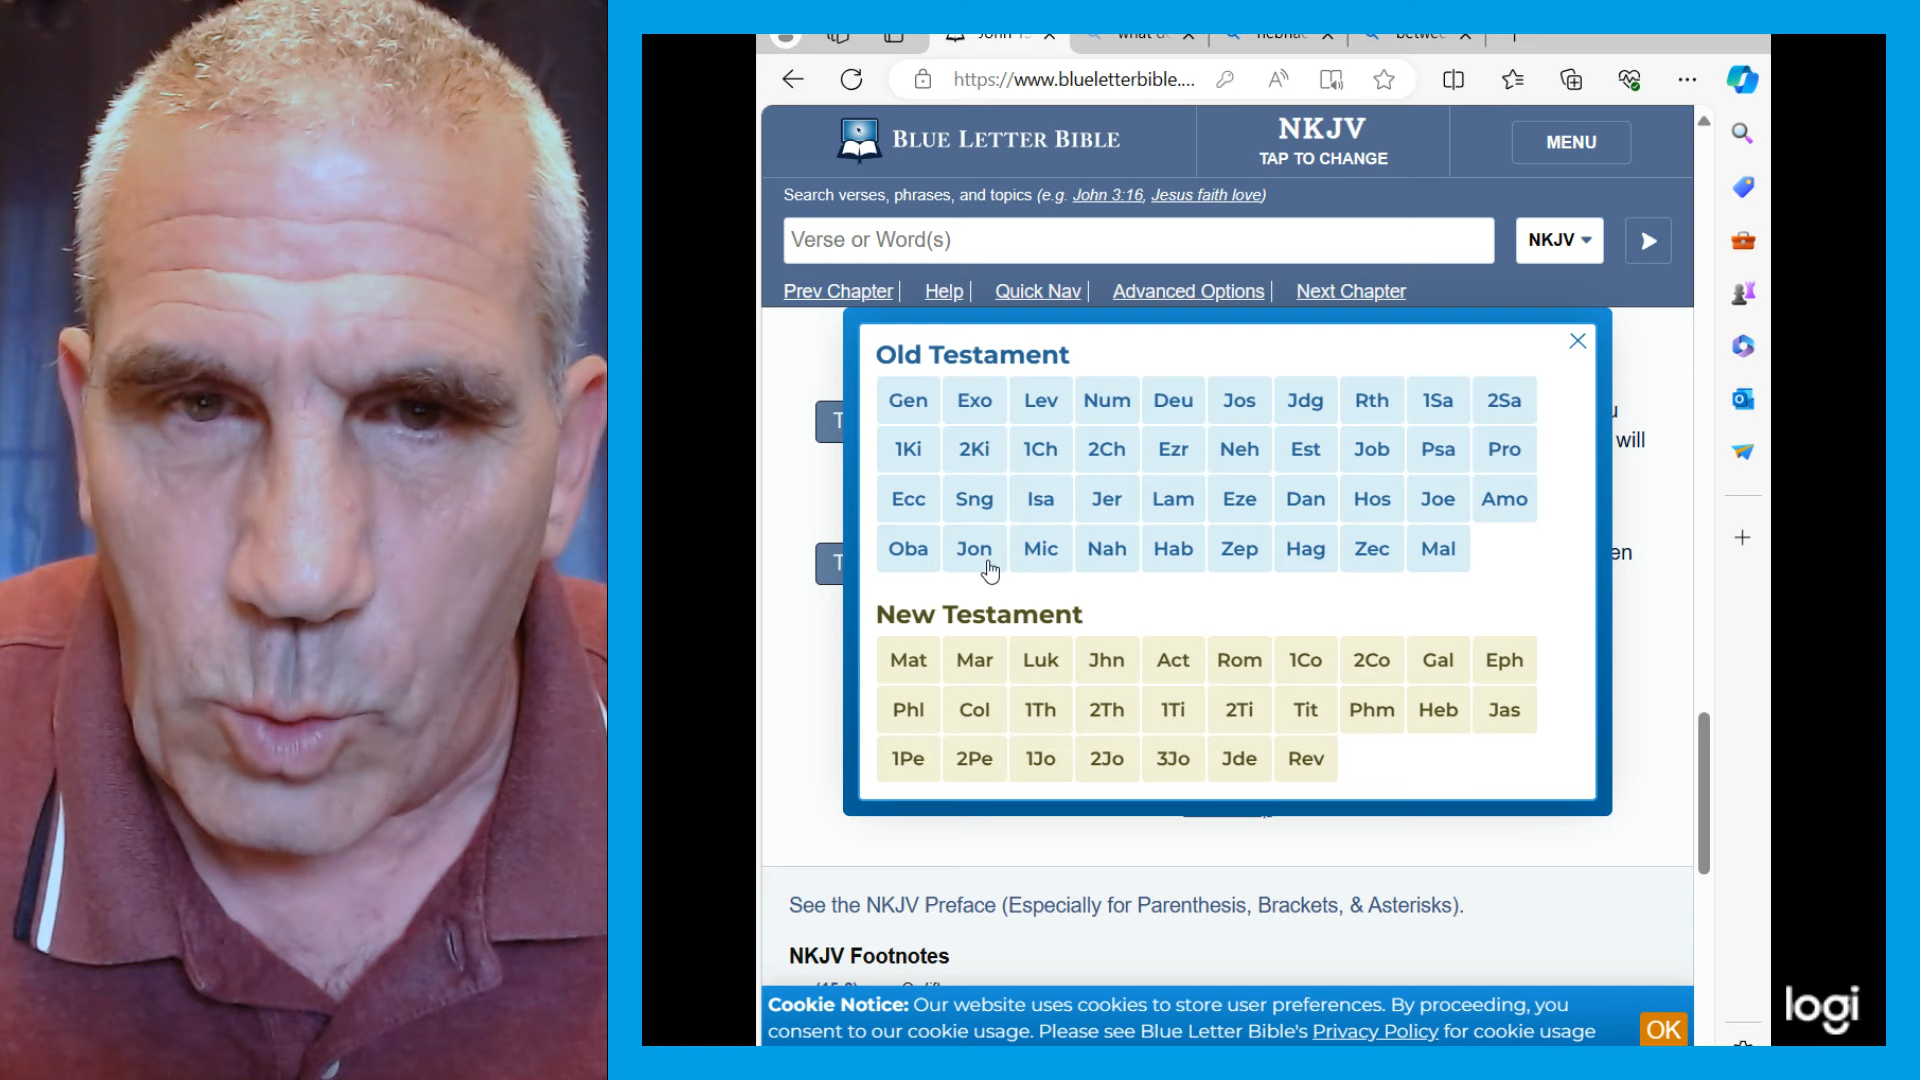 https://www.blueletterbible....
BLUE LETTER BIBLE
NKJV
TAP TO CHANGE
MENU
Search verses, phrases, and topics (e.g. John 3:16, Jesus faith love)
Verse or Word(s)
NKJV
Prev Chapter | Help | Quick Nav | Advanced Options | Next Chapter
Old Testament
Gen Exo Lev Num Deu Jos Jdg Rth 1Sa 2Sa
will
1Ki 2Ki 1Ch 2Ch Ezr Neh Est Job Psa Pro
Ecc Sng Isa Jer Lam Eze Dan Hos Joe Amo
Oba Jon Mic Nah Hab Zep Hag Zec Mal
New Testament
Mat Mar Luk Jhn Act Rom 1Co 2Co Gal Eph
Phl Col 1Th 2Th 1Ti 2Ti Tit Phm Heb Jas
1Pe 2Pe 1Jo 2Jo 3Jo Jde Rev
See the NKJV Preface (Especially for Parenthesis, Brackets, & Asterisks).
NKJV Footnotes
Cookie Notice: Our website uses cookies to store user preferences. By proceeding, you
consent to our cookie usage. Please see Blue Letter Bible's Privacy Policy for cookie usage
OK
logi